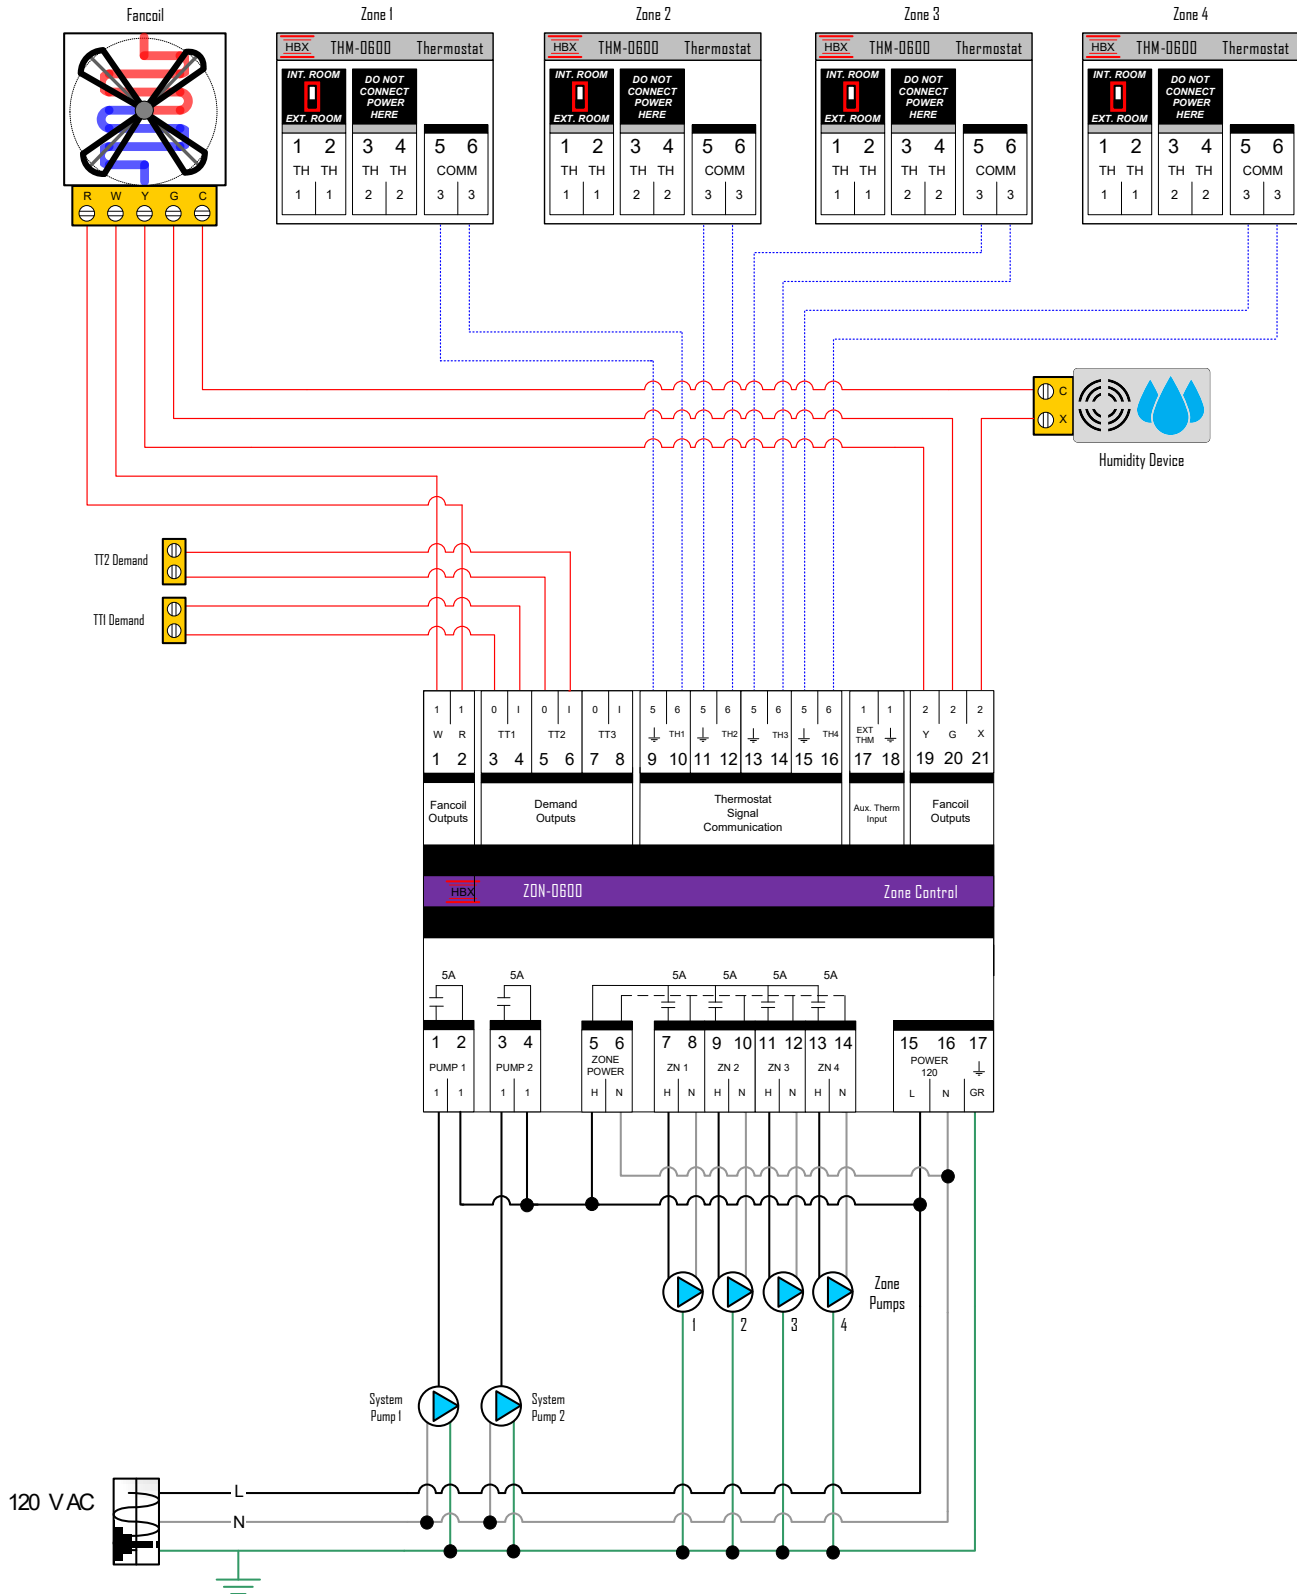 Fancoil
Zone 1
Zone 2
Zone 3
Zone 4
HBX THM-0600 Thermostat
HBX THM-0600 Thermostat
HBX THM-0600 Thermostat
HBX THM-0600 Thermostat
INT. ROOM
EXT. ROOM
DO NOT
CONNECT
POWER
HERE
1 2 3 4 5 6
TH TH TH TH COMM
1 1 2 2 3 3
INT. ROOM
EXT. ROOM
DO NOT
CONNECT
POWER
HERE
1 2 3 4 5 6
TH TH TH TH COMM
1 1 2 2 3 3
INT. ROOM
EXT. ROOM
DO NOT
CONNECT
POWER
HERE
1 2 3 4 5 6
TH TH TH TH COMM
1 1 2 2 3 3
INT. ROOM
EXT. ROOM
DO NOT
CONNECT
POWER
HERE
1 2 3 4 5 6
TH TH TH TH COMM
1 1 2 2 3 3
R W Y G C
C
X
Humidity Device
TT2 Demand
TT1 Demand
1 1 0 I 0 I 0 I 5 6 5 6 5 6 5 6 1 1 2 2 2
W R TT1 TT2 TT3 TH1 TH2 TH3 TH4 EXT THM Y G X
1 2 3 4 5 6 7 8 9 10 11 12 13 14 15 16 17 18 19 20 21
Fancoil
Outputs
Demand
Outputs
Thermostat
Signal
Communication
Aux. Therm
Input
Fancoil
Outputs
HBX ZON-0600 Zone Control
5A 5A 5A 5A 5A 5A
1 2 3 4 5 6 7 8 9 10 11 12 13 14 15 16 17
PUMP 1 PUMP 2 ZONE POWER ZN 1 ZN 2 ZN 3 ZN 4 POWER 120
1 1 1 1 H N H N H N H N H N L N GR
Zone
Pumps
1 2 3 4
System
Pump 1
System
Pump 2
120 VAC
L
N